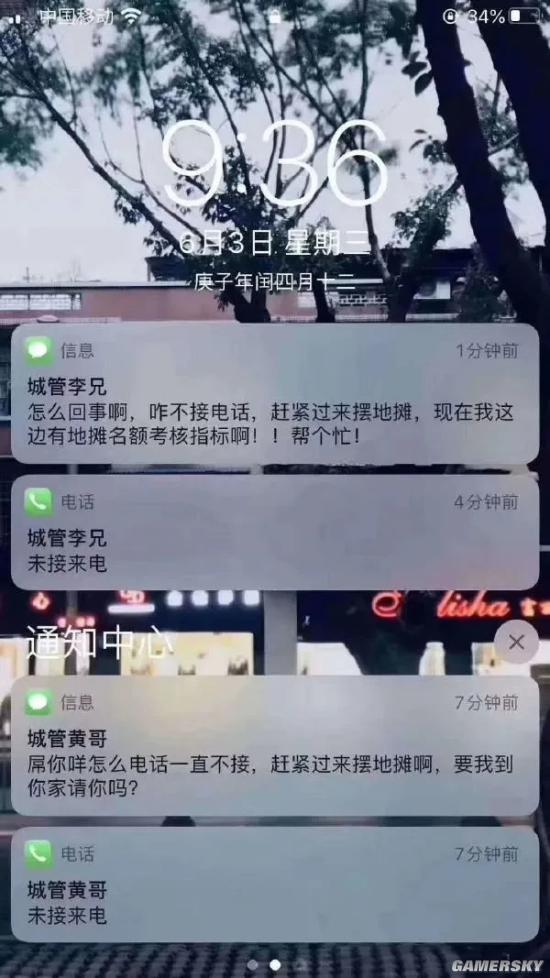 中国移动
34%
9:36
6月3日 星期三
庚子年闰四月十二
信息
1分钟前
城管李兄
怎么回事啊，咋不接电话，赶紧过来摆地摊，现在我这
边有地摊名额考核指标啊！！帮个忙！
电话
4分钟前
城管李兄
未接来电
lisha
通知中心
信息
7分钟前
城管黄哥
屌你咩怎么电话一直不接，赶紧过来摆地摊啊，要我到
你家请你吗？
电话
7分钟前
城管黄哥
未接来电
GAMERSKY